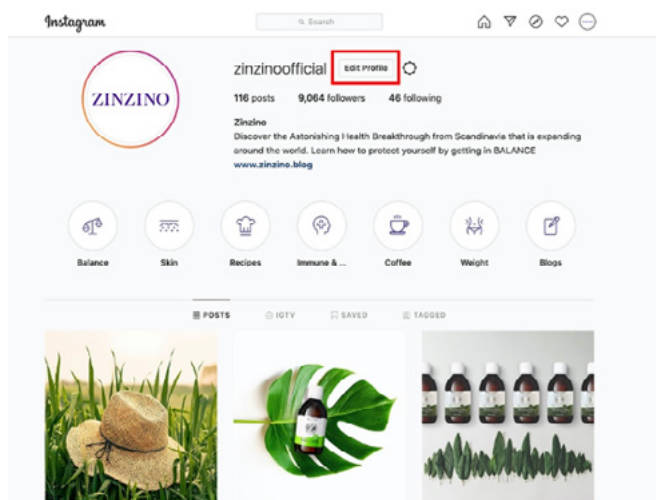 Instagram
Search
zinzinoofficial Edit Profile
ZINZINO
116 posts 9,064 followers 46 following
Zinzino
Discover the Astonishing Health Breakthrough from Scandinavia that is expanding
around the world. Learn how to protect yourself by getting in BALANCE
www.zinzino.blog
Balance Skin Recipes Immune & ... Coffee Weight Blogs
POSTS IGTV SAVED TAGGED